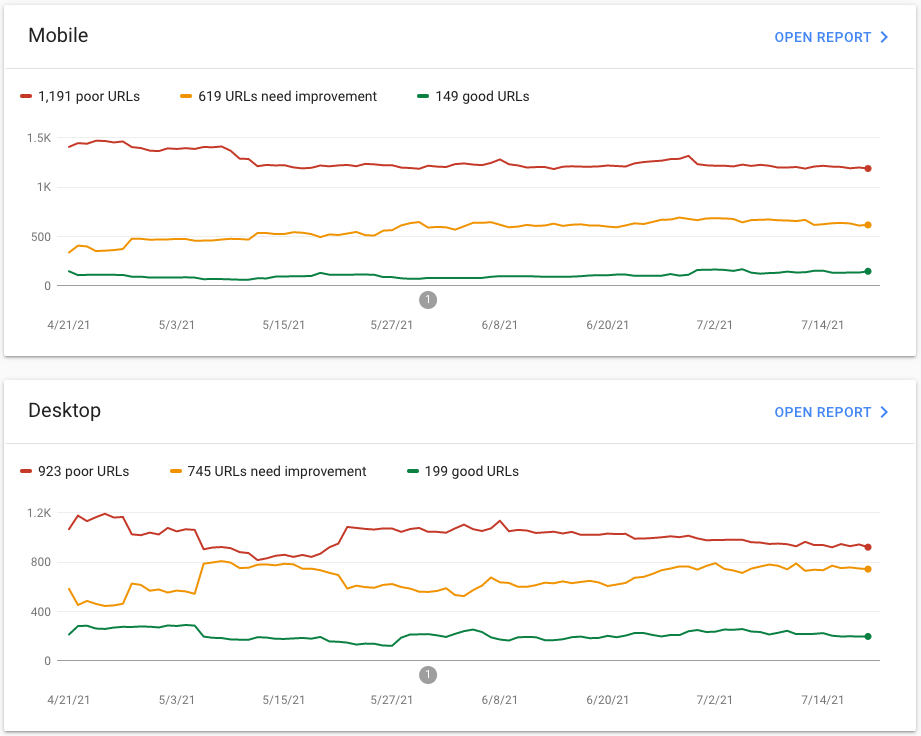 Mobile
OPEN REPORT
1,191 poor URLs 619 URLs need improvement 149 good URLs
1.5K
1K
500
0
1
4/21/21 5/3/21 5/15/21 5/27/21 6/8/21 6/20/21 7/2/21 7/14/21
Desktop
OPEN REPORT
923 poor URLs 745 URLs need improvement 199 good URLs
1.2K
800
400
0
1
4/21/21 5/3/21 5/15/21 5/27/21 6/8/21 6/20/21 7/2/21 7/14/21